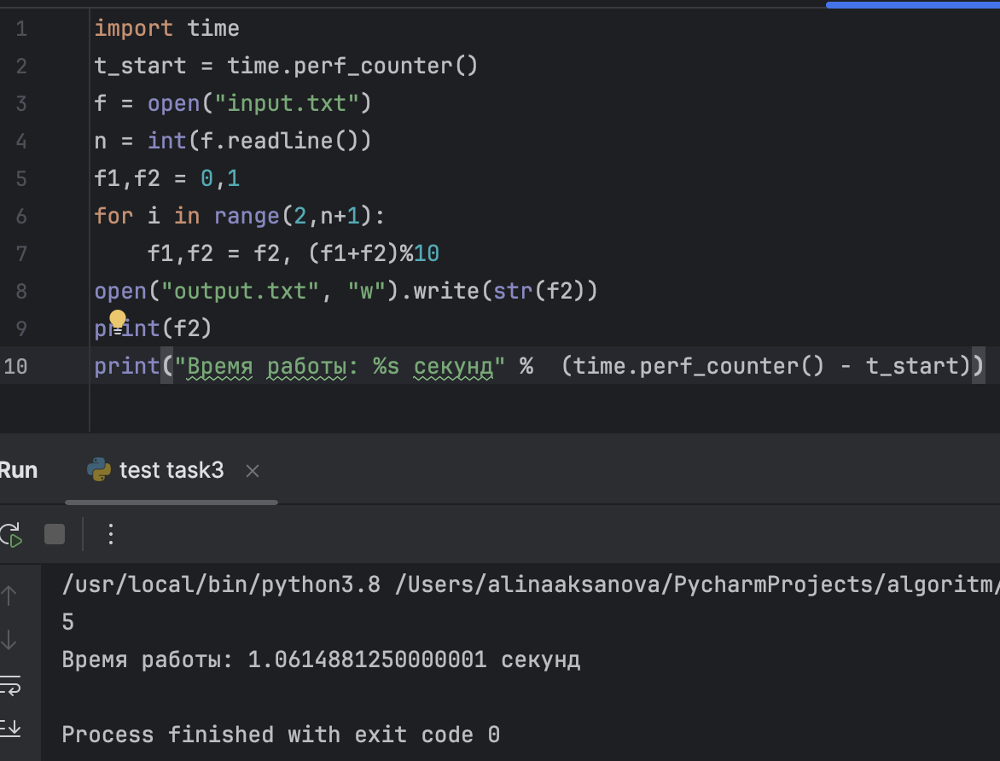 1 import time
2 t_start = time.perf_counter()
3 f = open("input.txt")
4 n = int(f.readline())
5 f1,f2 = 0,1
6 for i in range(2,n+1):
7     f1,f2 = f2, (f1+f2)%10
8 open("output.txt", "w").write(str(f2))
9 print(f2)
10 print("Время работы: %s секунд" %  (time.perf_counter() - t_start))
Run test task3
/usr/local/bin/python3.8 /Users/alinaaksanova/PycharmProjects/algoritm/
5
Время работы: 1.0614881250000001 секунд
Process finished with exit code 0